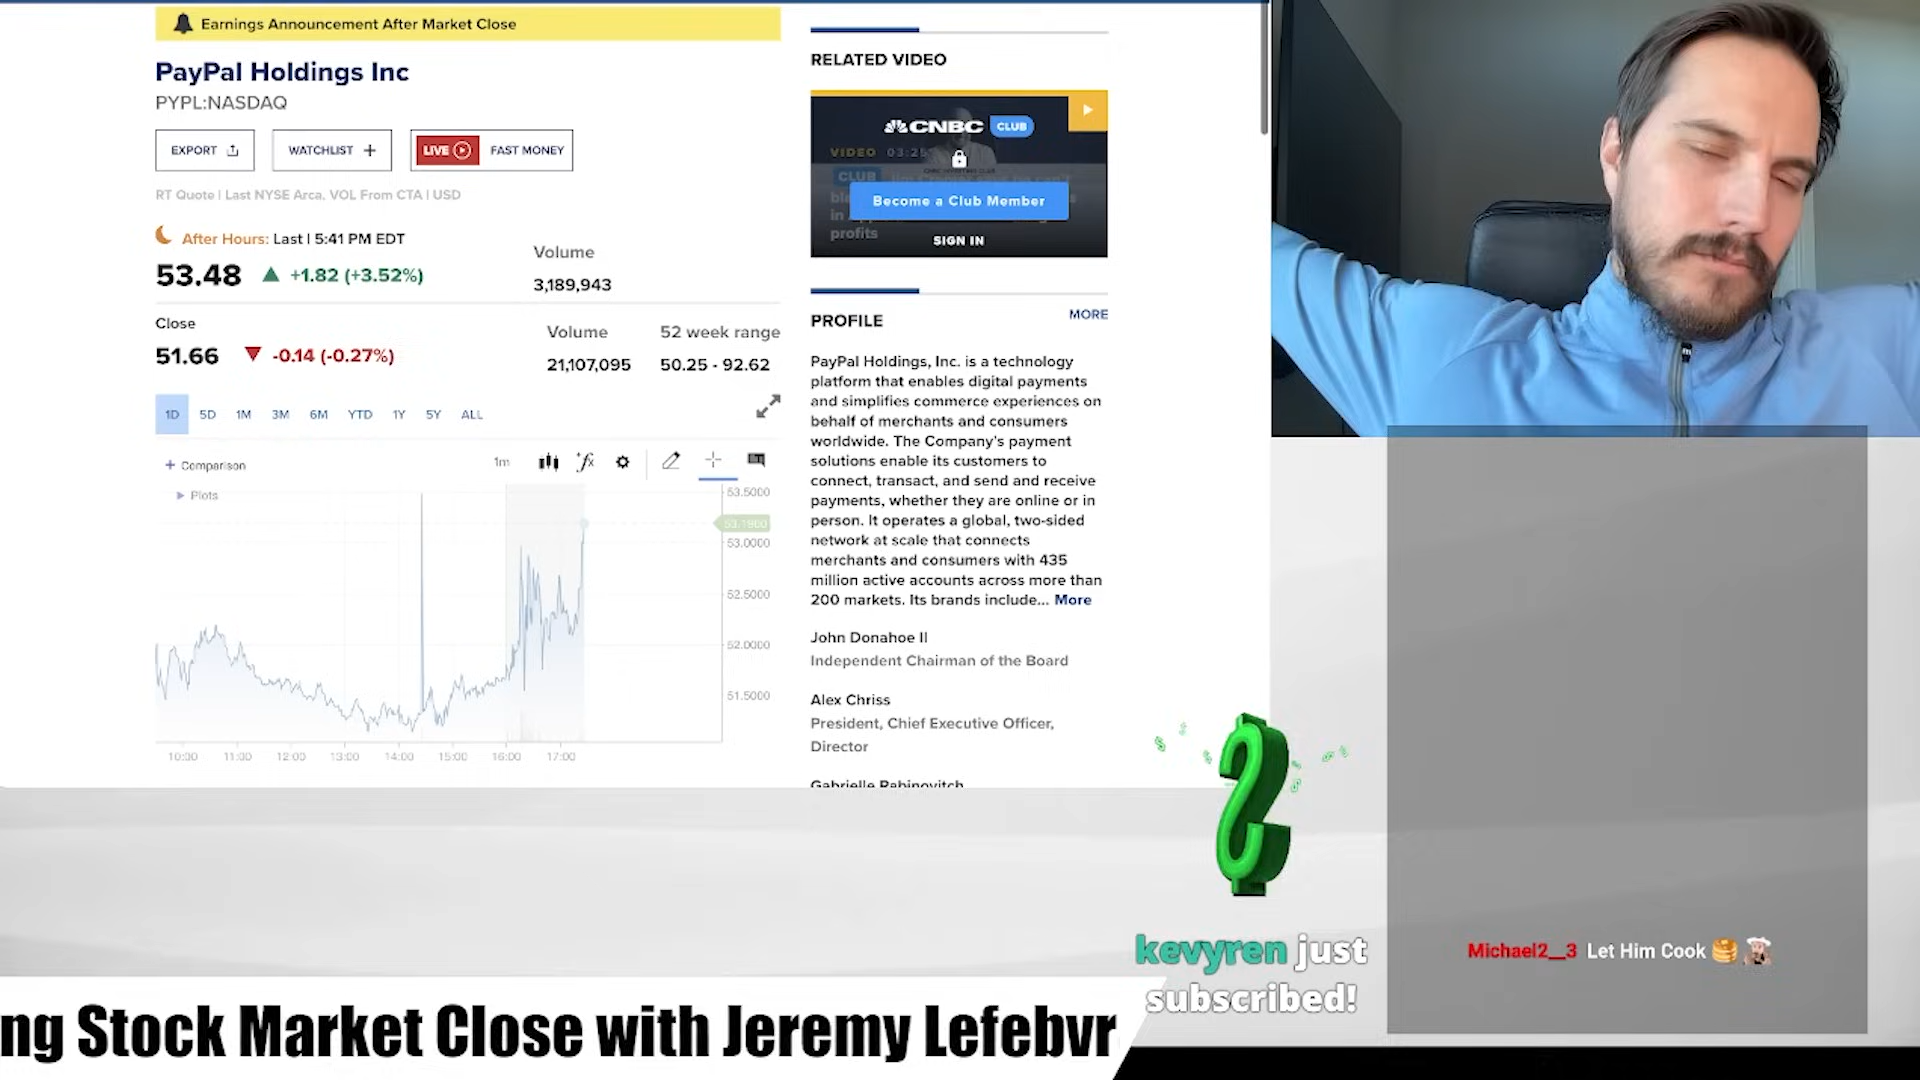 Earnings Announcement After Market Close
PayPal Holdings Inc
PYPL:NASDAQ
EXPORT
WATCHLIST +
LIVE FAST MONEY
RT Quote | Last NYSE Arca, VOL From CTA | USD
After Hours: Last | 5:41 PM EDT
53.48 +1.82 (+3.52%)
Volume
3,189,943
Close
51.66 -0.14 (-0.27%)
Volume
21,107,095
52 week range
50.25 - 92.62
1D 5D 1M 3M 6M YTD 1Y 5Y ALL
+ Comparison
1m
Plots
53.5000
53.1900
53.0000
52.5000
52.0000
51.5000
10:00 11:00 12:00 13:00 14:00 15:00 16:00 17:00
RELATED VIDEO
CNBC CLUB
VIDEO 03:25
CLUB
Become a Club Member
in
profits
SIGN IN
PROFILE
MORE
PayPal Holdings, Inc. is a technology
platform that enables digital payments
and simplifies commerce experiences on
behalf of merchants and consumers
worldwide. The Company's payment
solutions enable its customers to
connect, transact, and send and receive
payments, whether they are online or in
person. It operates a global, two-sided
network at scale that connects
merchants and consumers with 435
million active accounts across more than
200 markets. Its brands include... More
John Donahoe II
Independent Chairman of the Board
Alex Chriss
President, Chief Executive Officer,
Director
Gabrielle Rabinovitch
kevyren just
subscribed!
Michael2__3 Let Him Cook
ng Stock Market Close with Jeremy Lefebvr